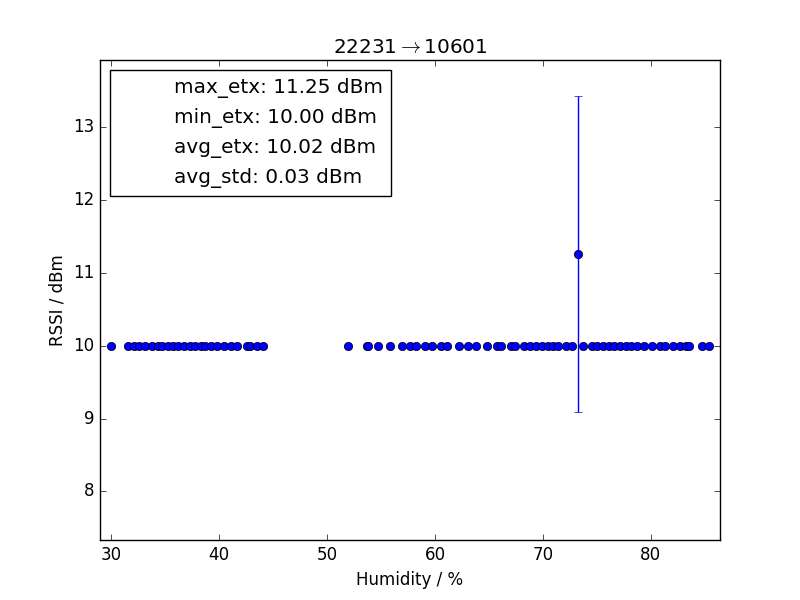 22231→10601
max_etx: 11.25 dBm
min_etx: 10.00 dBm
avg_etx: 10.02 dBm
avg_std: 0.03 dBm
RSSI / dBm
13
12
11
10
9
8
30 40 50 60 70 80
Humidity / %